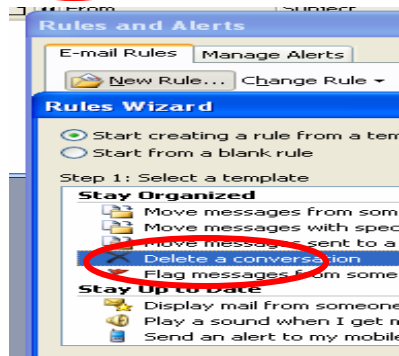 From Subject
Rules and Alerts
E-mail Rules Manage Alerts
New Rule... Change Rule
Rules Wizard
Start creating a rule from a tem
Start from a blank rule
Step 1: Select a template
Stay Organized
Move messages from som
Move messages with spec
Move messages sent to a
Delete a conversation
Flag messages from some
Stay Up to Date
Display mail from someone
Play a sound when I get m
Send an alert to my mobile